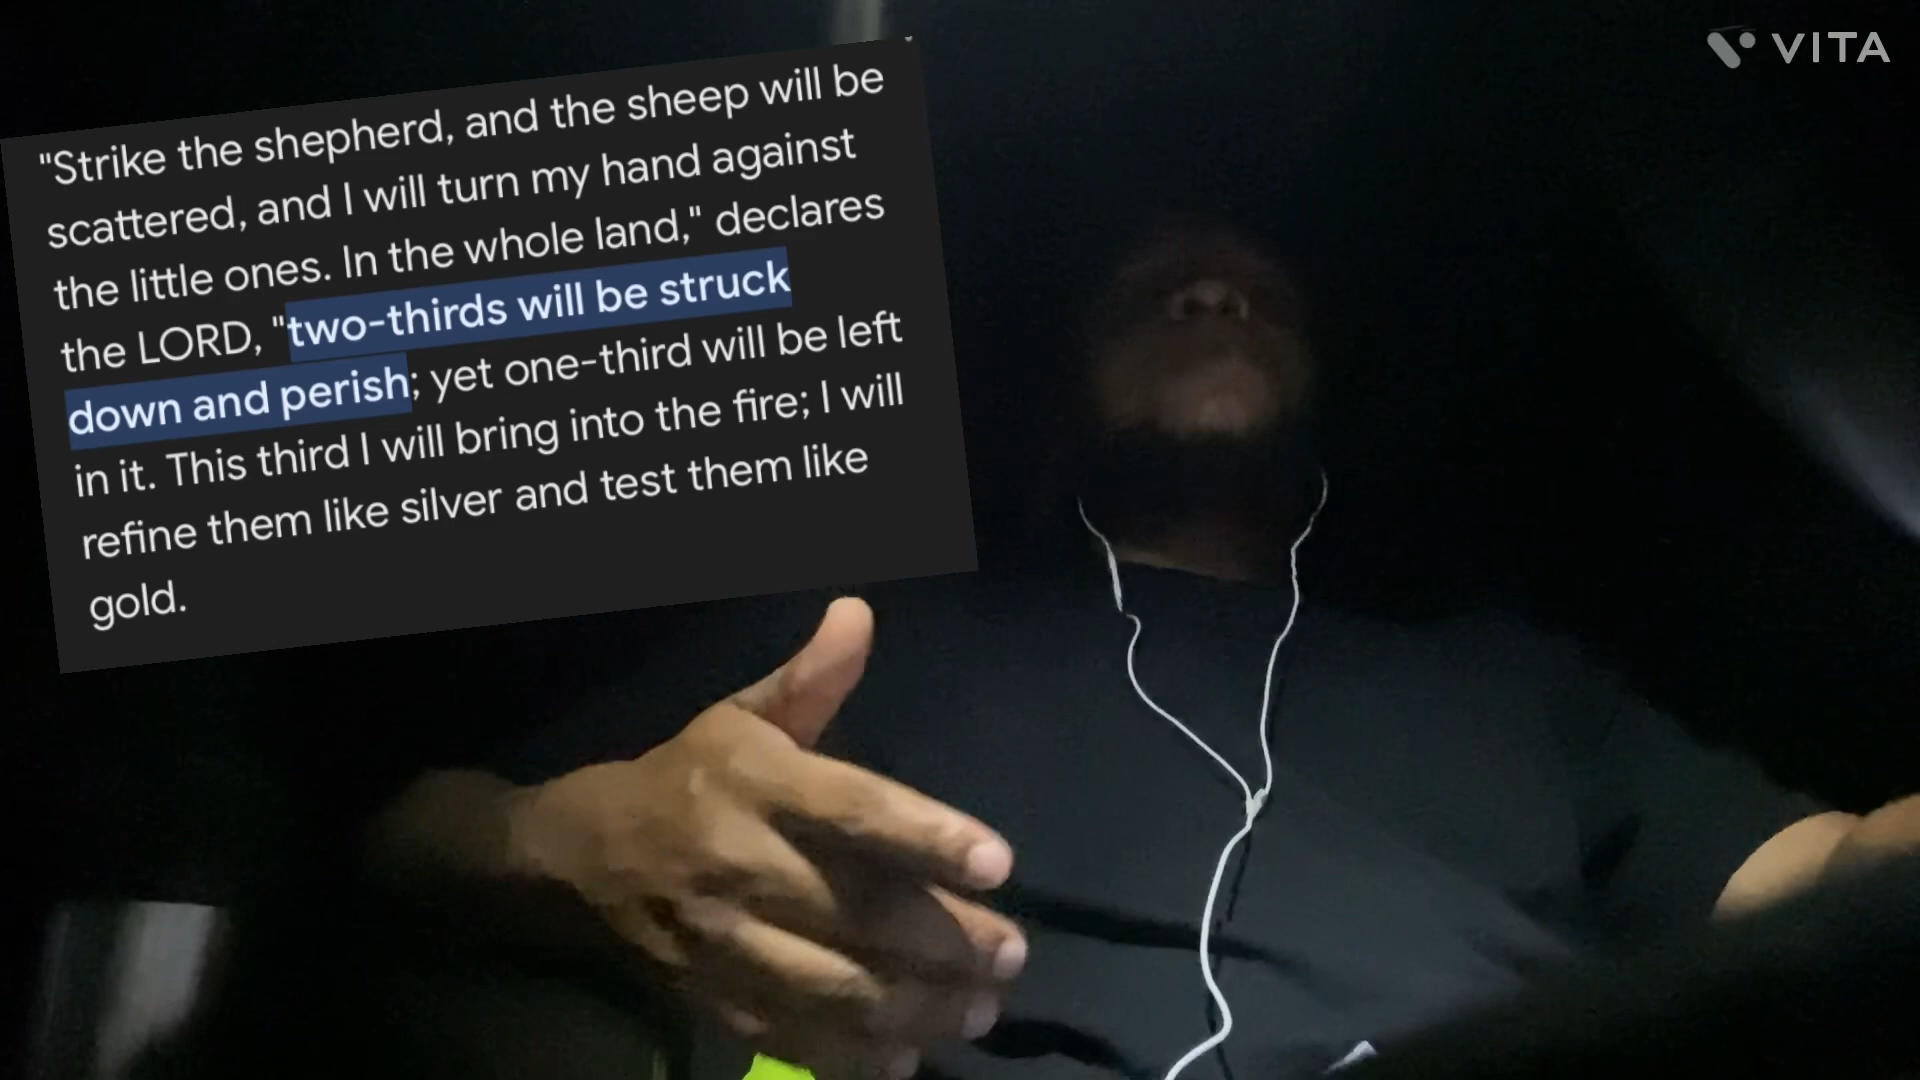 "Strike the shepherd, and the sheep will be
scattered, and I will turn my hand against
the little ones. In the whole land," declares
the LORD, "two-thirds will be struck
down and perish; yet one-third will be left
in it. This third I will bring into the fire; I will
refine them like silver and test them like
gold.
VITA